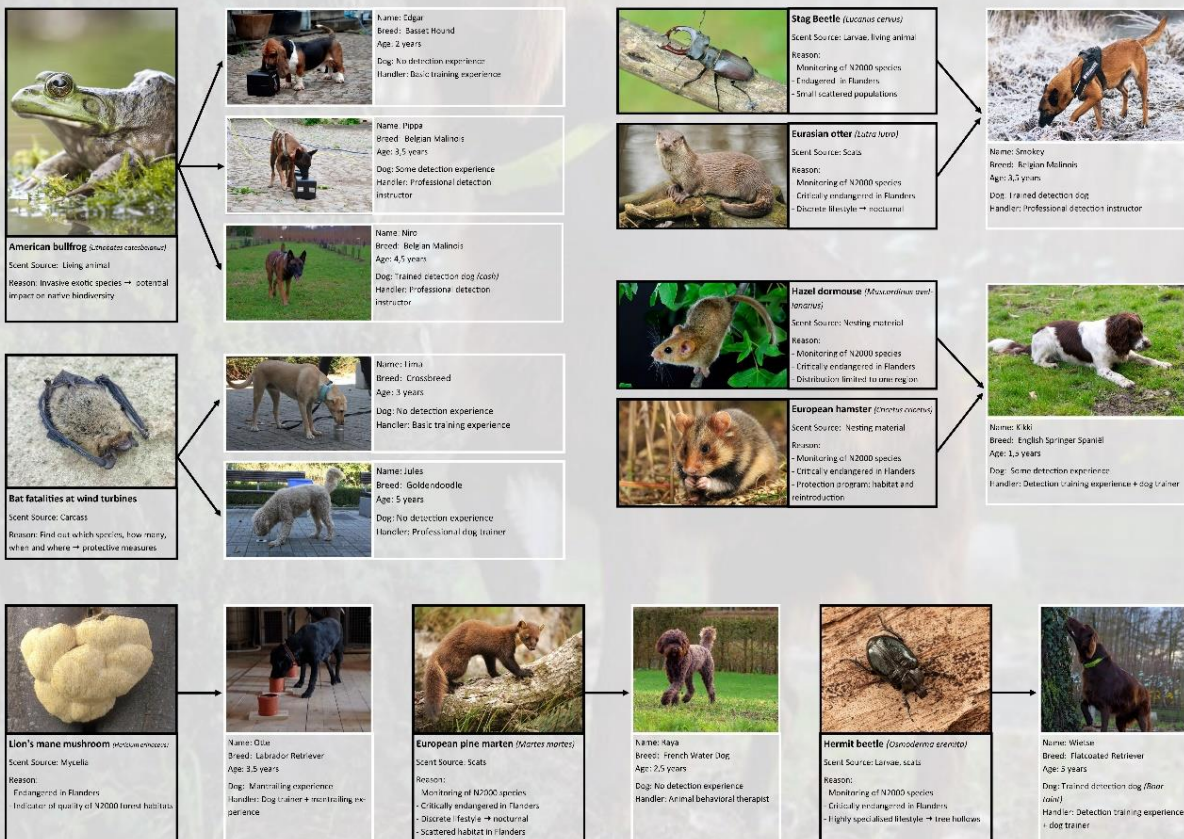 American bullfrog (Lithobates catesbeianus)
Scent Source: Living animal
Reason: Invasive exotic species → potential
impact on native biodiversity
Name: Edgar
Breed: Basset Hound
Age: 2 years
Dog: No detection experience
Handler: Basic training experience
Name: Pippa
Breed: Belgian Malinois
Age: 3,5 years
Dog: Some detection experience
Handler: Professional detection
instructor
Name: Niro
Breed: Belgian Malinois
Age: 4,5 years
Dog: Trained detection dog (cash)
Handler: Professional detection
instructor
Stag Beetle (Lucanus cervus)
Scent Source: Larvae, living animal
Reason:
- Monitoring of N2000 species
- Endagered in Flanders
- Small scattered populations
Eurasian otter (Lutra lutra)
Scent Source: Scats
Reason:
- Monitoring of N2000 species
- Critically endangered in Flanders
- Discrete lifestyle → nocturnal
Name: Smokey
Breed: Belgian Malinois
Age: 3,5 years
Dog: Trained detection dog
Handler: Professional detection instructor
Bat fatalities at wind turbines
Scent Source: Carcass
Reason: Find out which species, how many,
when and where → protective measures
Name: Lima
Breed: Crossbreed
Age: 3 years
Dog: No detection experience
Handler: Basic training experience
Name: Jules
Breed: Goldendoodle
Age: 5 years
Dog: No detection experience
Handler: Professional dog trainer
Hazel dormouse (Muscardinus avel-
lanarius)
Scent Source: Nesting material
Reason:
- Monitoring of N2000 species
- Critically endangered in Flanders
- Distribution limited to one region
European hamster (Cricetus cricetus)
Scent Source: Nesting material
Reason:
- Monitoring of N2000 species
- Critically endangered in Flanders
- Protection program: habitat and
reintroduction
Name: Kikki
Breed: English Springer Spaniël
Age: 1,5 years
Dog: Some detection experience
Handler: Detection training experience + dog trainer
Lion's mane mushroom (Hericium erinaceus)
Scent Source: Mycelia
Reason:
- Endangered in Flanders
- Indicator of quality of N2000 forest habitats
Name: Otte
Breed: Labrador Retriever
Age: 3,5 years
Dog: Mantrailing experience
Handler: Dog trainer + mantrailing ex-
perience
European pine marten (Martes martes)
Scent Source: Scats
Reason:
- Monitoring of N2000 species
- Critically endangered in Flanders
- Discrete lifestyle → nocturnal
- Scattered habitat in Flanders
Name: Raya
Breed: French Water Dog
Age: 2,5 years
Dog: No detection experience
Handler: Animal behavioral therapist
Hermit beetle (Osmoderma eremita)
Scent Source: Larvae, scats
Reason:
- Monitoring of N2000 species
- Critically endangered in Flanders
- Highly specialised lifestyle → tree hollows
Name: Wietse
Breed: Flatcoated Retriever
Age: 5 years
Dog: Trained detection dog (Boar
taint)
Handler: Detection training experience
+ dog trainer